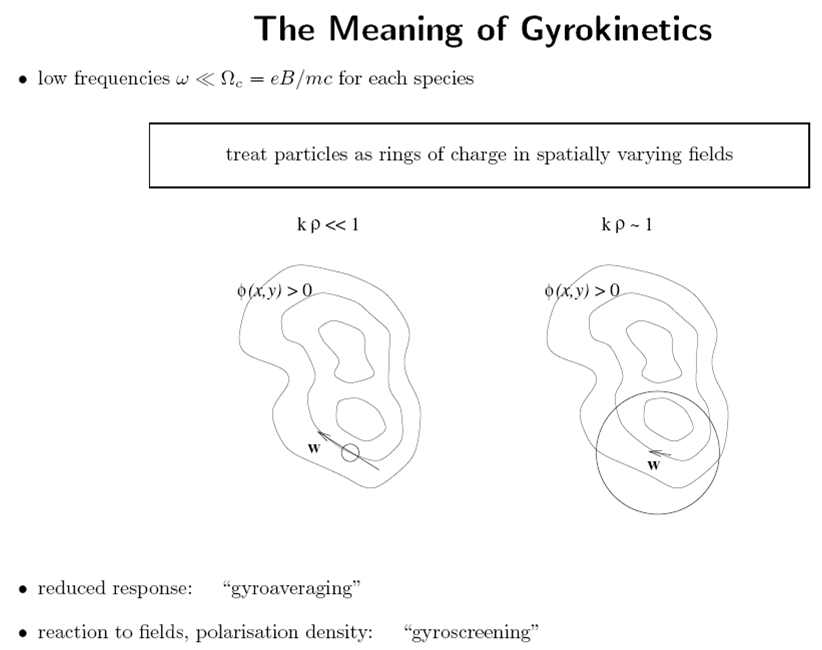 The Meaning of Gyrokinetics
• low frequencies ω ≪ Ω_c = eB/mc for each species
treat particles as rings of charge in spatially varying fields
k ρ << 1
k ρ ~ 1
ϕ(x,y) > 0
ϕ(x,y) > 0
w
w
• reduced response: “gyroaveraging”
• reaction to fields, polarisation density: “gyroscreening”